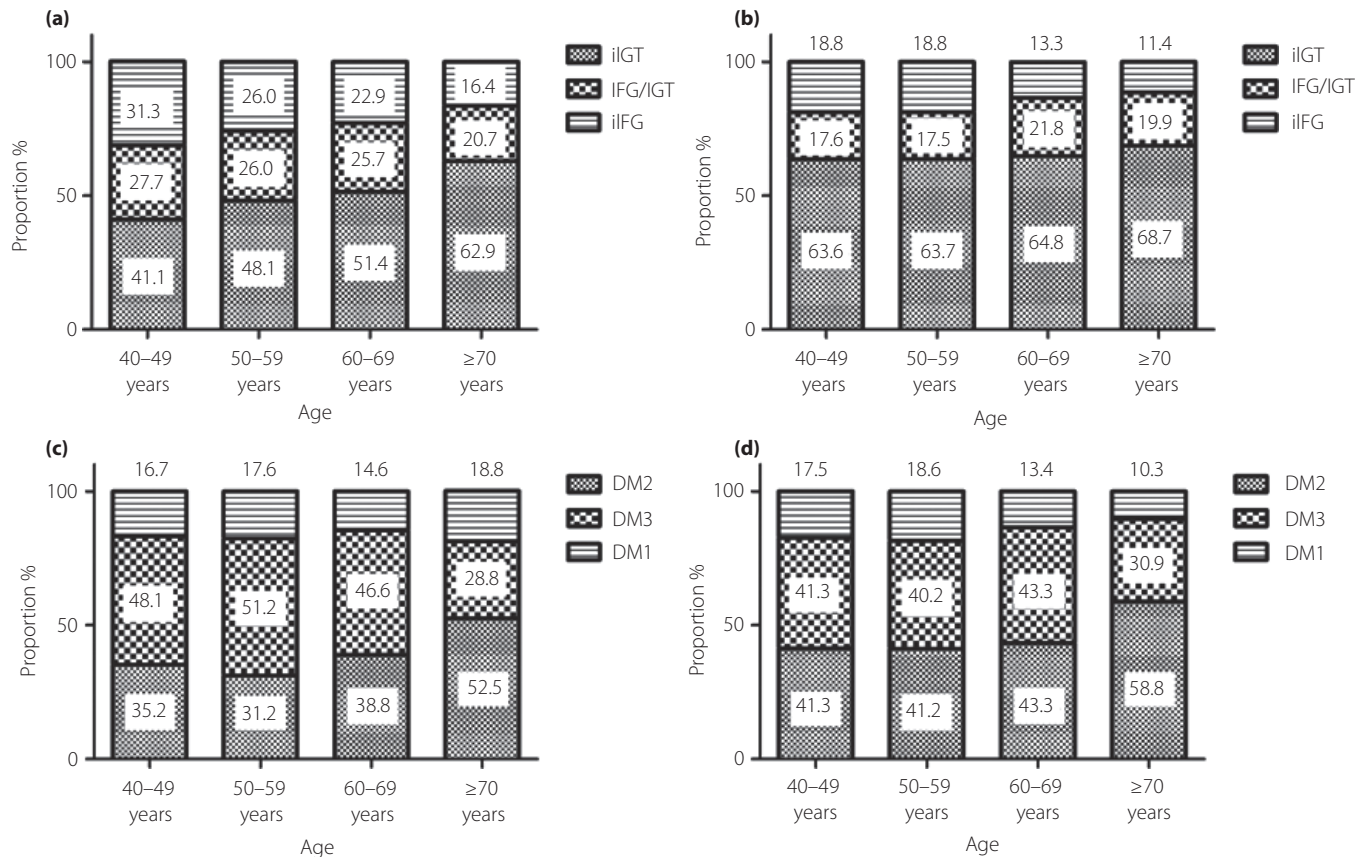 (a)
100
50
0
Proportion %
31.3
26.0
22.9
16.4
27.7
26.0
25.7
20.7
41.1
48.1
51.4
62.9
40–49 years
50–59 years
60–69 years
≥70 years
Age
iIGT
IFG/IGT
iIFG
(b)
18.8
18.8
13.3
11.4
100
50
0
Proportion %
17.6
17.5
21.8
19.9
63.6
63.7
64.8
68.7
40–49 years
50–59 years
60–69 years
≥70 years
Age
iIGT
IFG/IGT
iIFG
(c)
16.7
17.6
14.6
18.8
100
50
0
Proportion %
48.1
51.2
46.6
28.8
35.2
31.2
38.8
52.5
40–49 years
50–59 years
60–69 years
≥70 years
Age
DM2
DM3
DM1
(d)
17.5
18.6
13.4
10.3
100
50
0
Proportion %
41.3
40.2
43.3
30.9
41.3
41.2
43.3
58.8
40–49 years
50–59 years
60–69 years
≥70 years
Age
DM2
DM3
DM1